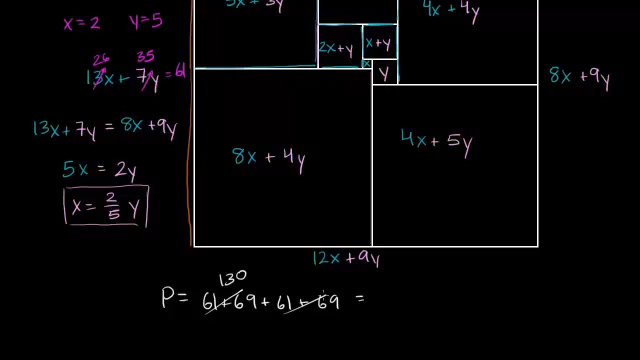 x=2 y=5
5x+3y
4x+4y
2x+y
x+y
x
y
26 35
13x+7y=61
8x+9y
13x+7y = 8x+9y
8x+4y
4x+5y
5x = 2y
x = 2/5 y
12x+9y
130
P = 61+69+61+69 =